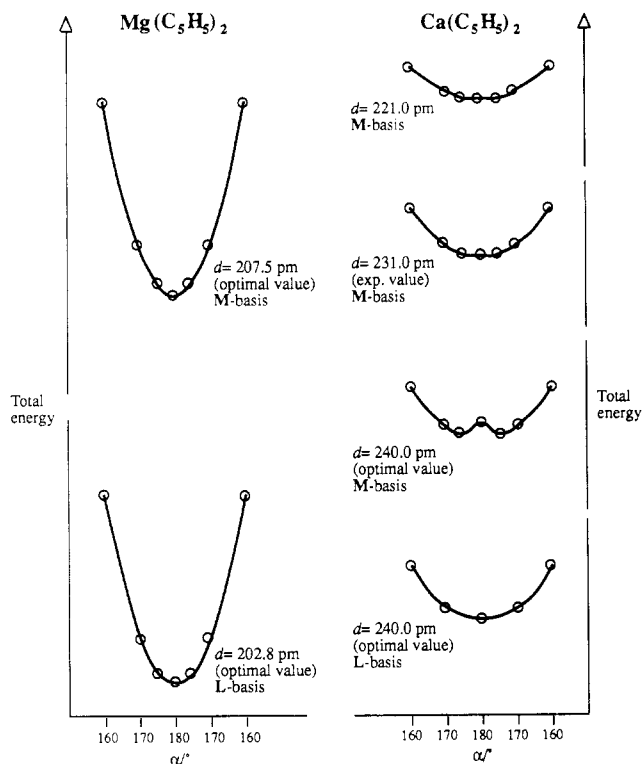 Mg(C₅H₅)₂
Ca(C₅H₅)₂
d= 207.5 pm
(optimal value)
M-basis
Total
energy
d= 202.8 pm
(optimal value)
L-basis
160 170 180 170 160
α/°
d= 221.0 pm
M-basis
d= 231.0 pm
(exp. value)
M-basis
Total
energy
d= 240.0 pm
(optimal value)
M-basis
d= 240.0 pm
(optimal value)
L-basis
160 170 180 170 160
α/°